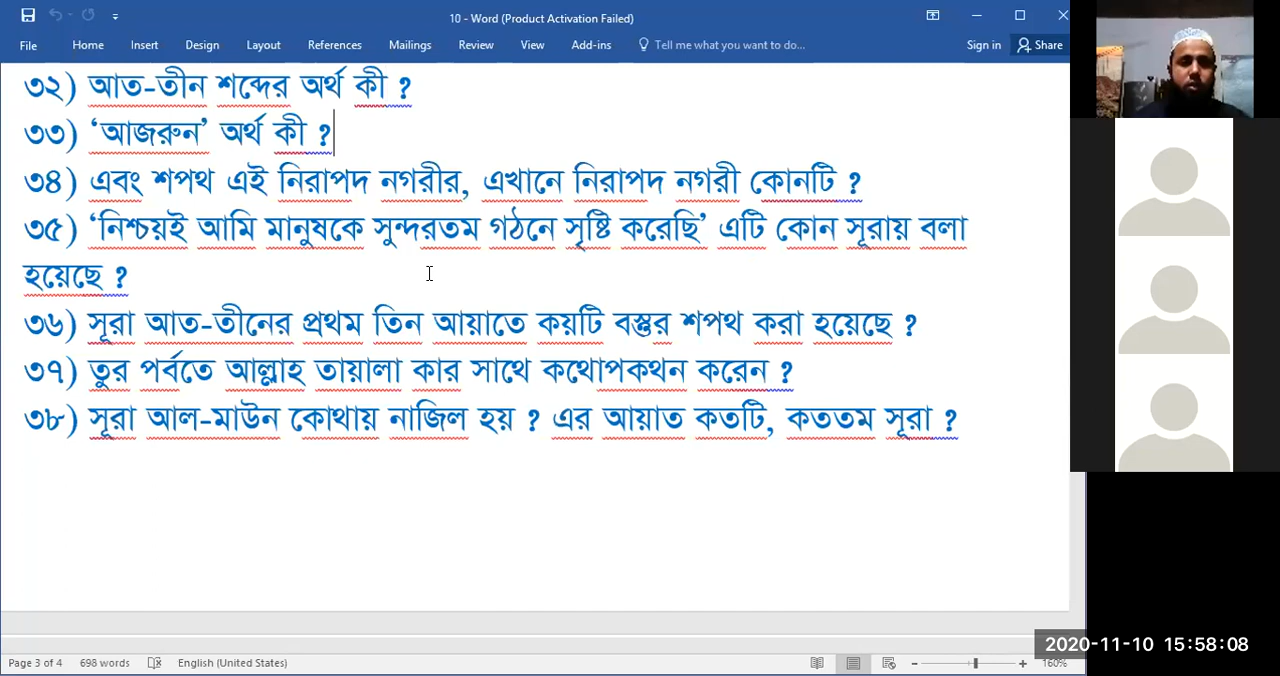 10 - Word (Product Activation Failed)
File Home Insert Design Layout References Mailings Review View Add-ins Tell me what you want to do... Sign in Share
৩২) আত-তীন শব্দের অর্থ কী ?
৩৩) ‘আজরুন’ অর্থ কী ?
৩৪) এবং শপথ এই নিরাপদ নগরীর, এখানে নিরাপদ নগরী কোনটি ?
৩৫) ‘নিশ্চয়ই আমি মানুষকে সুন্দরতম গঠনে সৃষ্টি করেছি’ এটি কোন সূরায় বলা
হয়েছে ?
৩৬) সূরা আত-তীনের প্রথম তিন আয়াতে কয়টি বস্তুর শপথ করা হয়েছে ?
৩৭) তুর পর্বতে আল্লাহ তায়ালা কার সাথে কথোপকথন করেন ?
৩৮) সূরা আল-মাউন কোথায় নাজিল হয় ? এর আয়াত কতটি, কততম সূরা ?
2020-11-10 15:58:08
Page 3 of 4 698 words English (United States) 160%